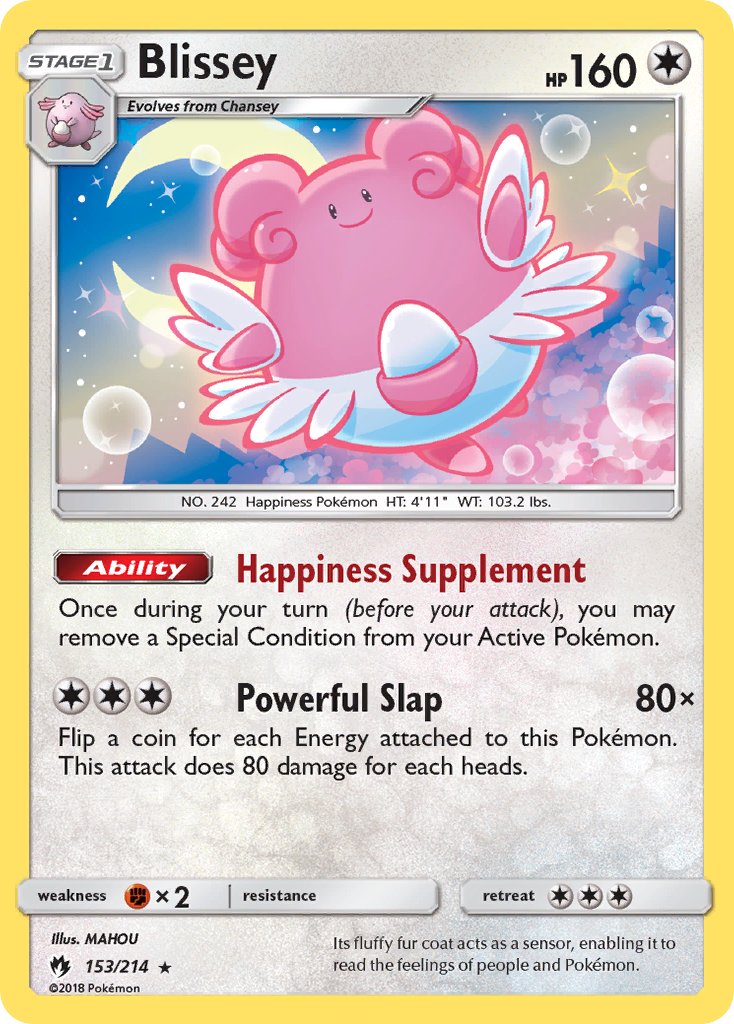 STAGE1 Blissey HP 160
Evolves from Chansey
NO. 242 Happiness Pokémon HT: 4'11" WT: 103.2 lbs.
Ability Happiness Supplement
Once during your turn (before your attack), you may
remove a Special Condition from your Active Pokémon.
Powerful Slap 80×
Flip a coin for each Energy attached to this Pokémon.
This attack does 80 damage for each heads.
weakness × 2 resistance retreat
Illus. MAHOU
153/214
©2018 Pokémon
Its fluffy fur coat acts as a sensor, enabling it to
read the feelings of people and Pokémon.